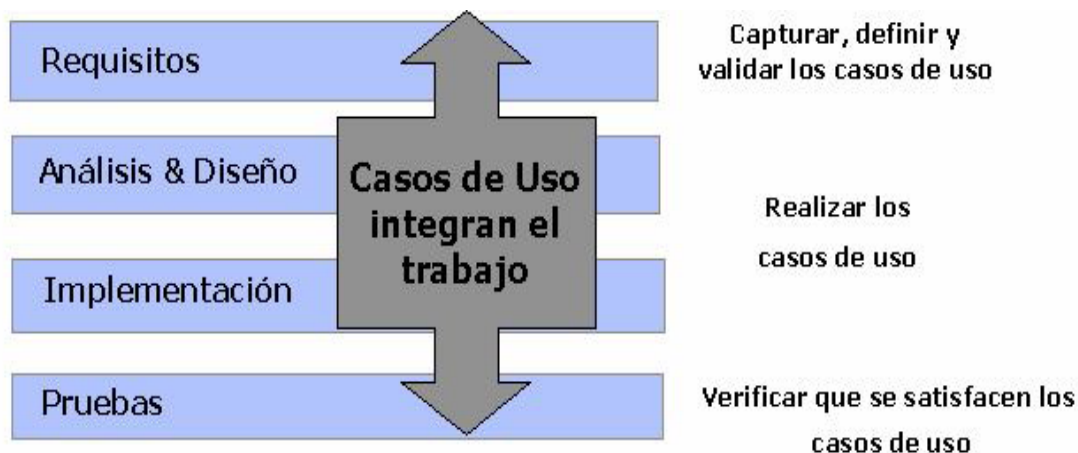 Requisitos
Capturar, definir y
validar los casos de uso
Análisis & Diseño
Casos de Uso
integran el
trabajo
Realizar los
casos de uso
Implementación
Pruebas
Verificar que se satisfacen los
casos de uso